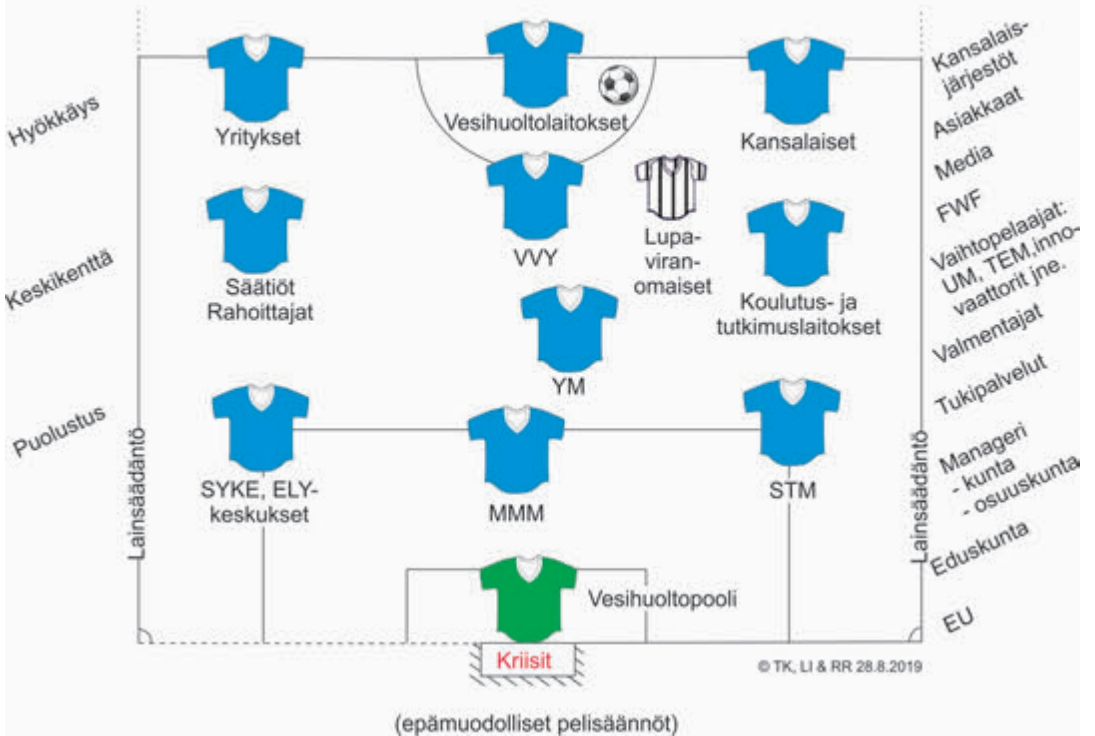 Hyökkäys
Keskikenttä
Puolustus
Lainsäädäntö
Yritykset
Vesihuoltolaitokset
Kansalaiset
Säätiöt
Rahoittajat
VVY
Lupa-
viran-
omaiset
Koulutus- ja
tutkimuslaitokset
YM
SYKE, ELY-
keskukset
MMM
STM
Vesihuoltopooli
Kriisit
© TK, LI & RR 28.8.2019
(epämuodolliset pelisäännöt)
Lainsäädäntö
Kansalais-
järjestöt
Asiakkaat
Media
FWF
Vaihtopelaajat:
UM, TEM,inno-
vaattorit jne.
Valmentajat
Tukipalvelut
Manageri
- kunta
- osuuskunta
Eduskunta
EU